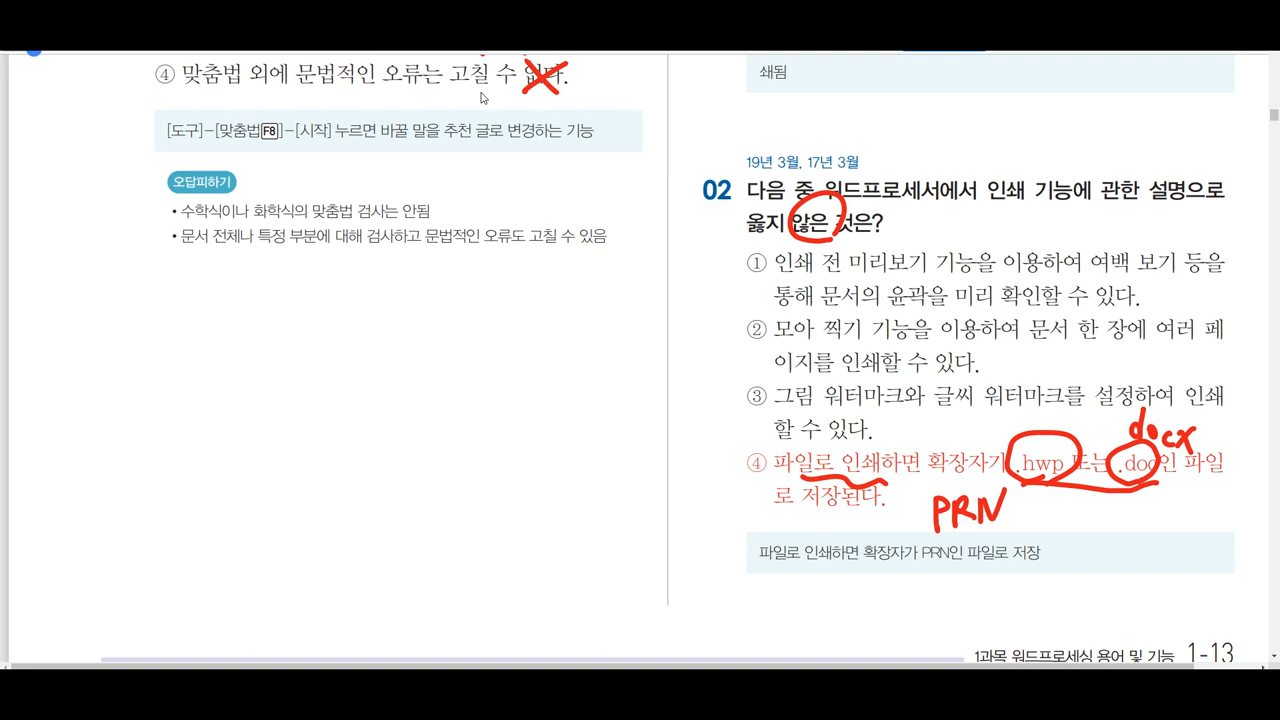 ④ 맞춤법 외에 문법적인 오류는 고칠 수 없다.
[도구]-[맞춤법F8]-[시작] 누르면 바꿀 말을 추천 글로 변경하는 기능
오답피하기
• 수학식이나 화학식의 맞춤법 검사는 안됨
• 문서 전체나 특정 부분에 대해 검사하고 문법적인 오류도 고칠 수 있음
쇄됨
19년 3월, 17년 3월
02 다음 중 워드프로세서에서 인쇄 기능에 관한 설명으로
옳지 않은 것은?
① 인쇄 전 미리보기 기능을 이용하여 여백 보기 등을
통해 문서의 윤곽을 미리 확인할 수 있다.
② 모아 찍기 기능을 이용하여 문서 한 장에 여러 페
이지를 인쇄할 수 있다.
③ 그림 워터마크와 글씨 워터마크를 설정하여 인쇄
할 수 있다.
docx
④ 파일로 인쇄하면 확장자가 .hwp 또는 .doc인 파일
로 저장된다.
PRN
파일로 인쇄하면 확장자가 PRN인 파일로 저장
1과목 워드프로세싱 용어 및 기능 1-13